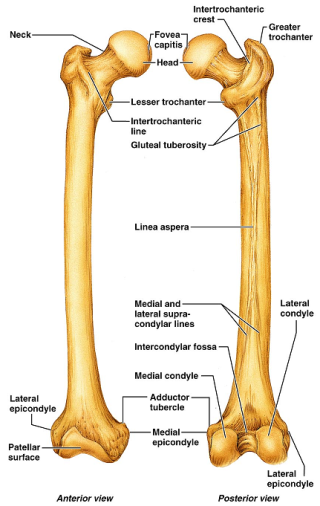 Intertrochanteric
crest
Greater
trochanter
Neck
Fovea
capitis
Head
Lesser trochanter
Intertrochanteric
line
Gluteal tuberosity
Linea aspera
Medial and
lateral supra-
condylar lines
Lateral
condyle
Intercondylar fossa
Medial condyle
Lateral
epicondyle
Adductor
tubercle
Medial
epicondyle
Patellar
surface
Lateral
epicondyle
Anterior view
Posterior view